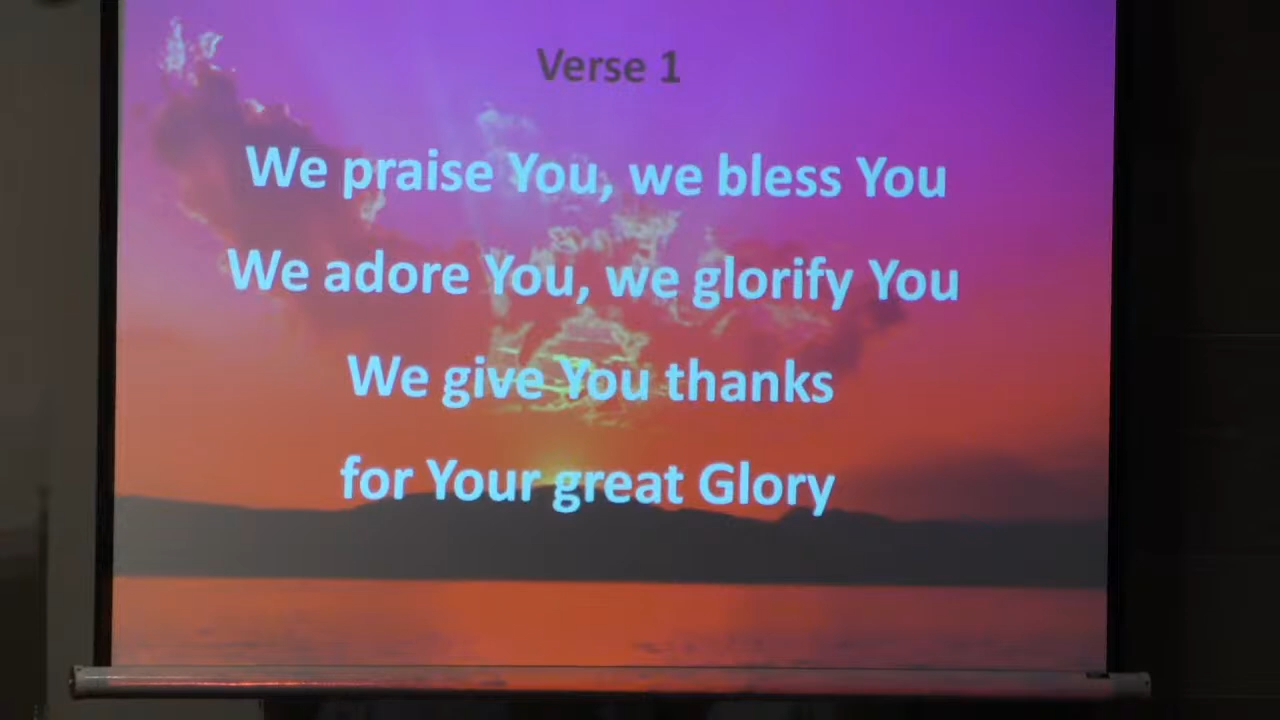 Verse 1
We praise You, we bless You
We adore You, we glorify You
We give You thanks
for Your great Glory